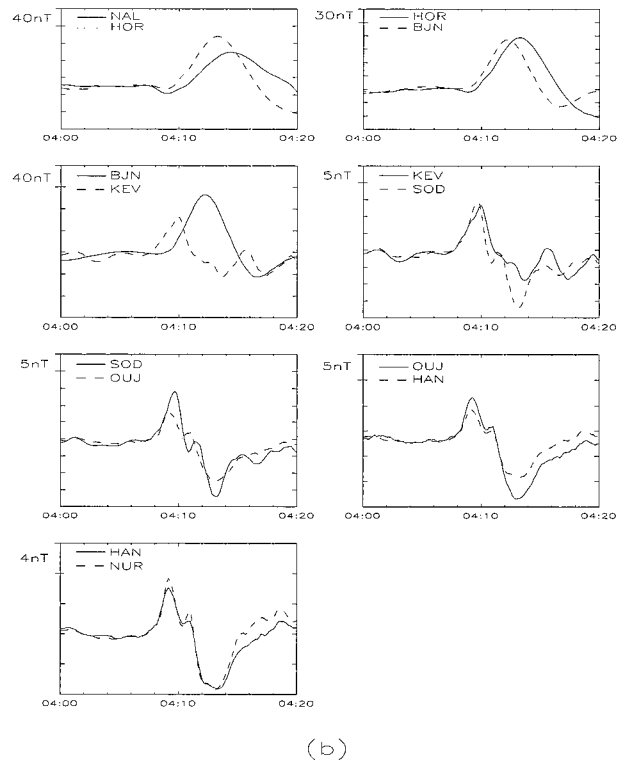 40nT
NAL
HOR
04:00
04:10
04:20
30nT
HOR
BJN
04:00
04:10
04:20
40nT
BJN
KEV
04:00
04:10
04:20
5nT
KEV
SOD
04:00
04:10
04:20
5nT
SOD
OUJ
04:00
04:10
04:20
5nT
OUJ
HAN
04:00
04:10
04:20
4nT
HAN
NUR
04:00
04:10
04:20
(b)